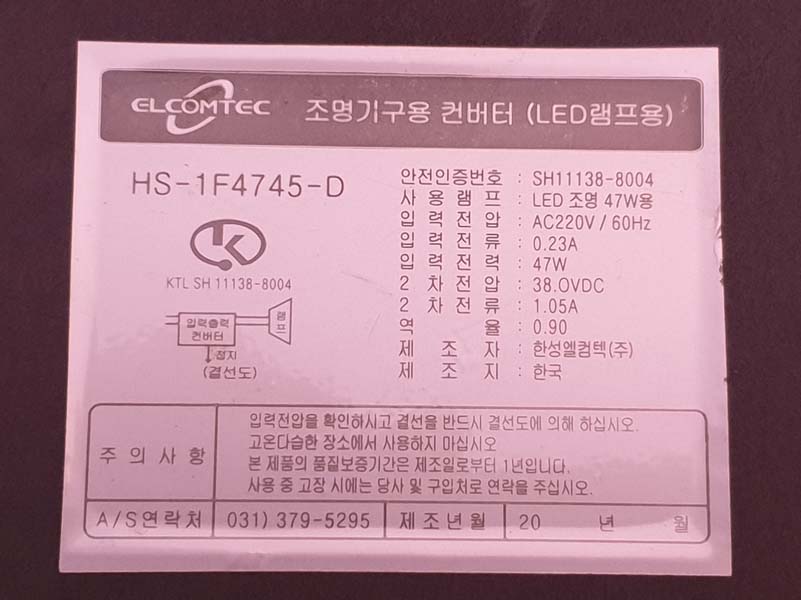 ELCOMTEC 조명기구용 컨버터 (LED램프용)
HS-1F4745-D
KTL SH 11138-8004
입력출력
컨버터
램프
접지
(결선도)
안전인증번호 : SH11138-8004
사용램프 : LED 조명 47W용
입력전압 : AC220V / 60Hz
입력전류 : 0.23A
입력전력 : 47W
2차전압 : 38.0VDC
2차전류 : 1.05A
역률 : 0.90
제조자 : 한성엘컴텍(주)
제조지 : 한국
주의사항
입력전압을 확인하시고 결선을 반드시 결선도에 의해 하십시오.
고온다습한 장소에서 사용하지 마십시오
본 제품의 품질보증기간은 제조일로부터 1년입니다.
사용 중 고장 시에는 당사 및 구입처로 연락을 주십시오.
A/S연락처 031) 379-5295 제조년월 20 년 월